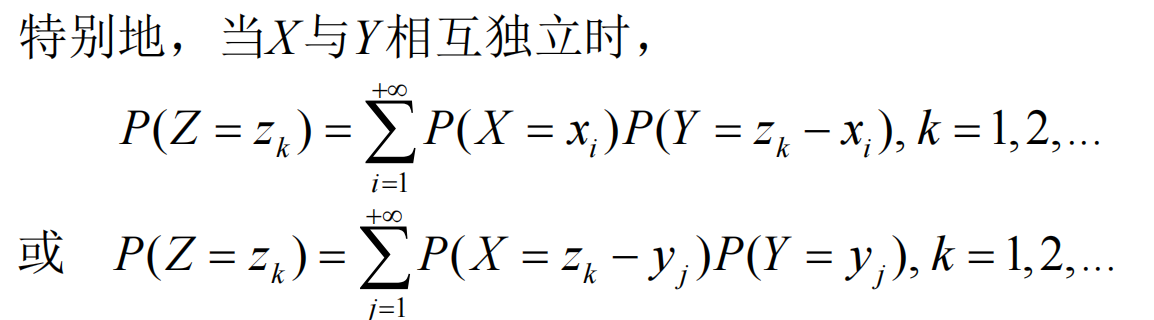 特别地，当X与Y相互独立时，
P(Z = z_k) = \sum_{i=1}^{+\infty} P(X = x_i)P(Y = z_k − x_i), k = 1,2,...
或 P(Z = z_k) = \sum_{j=1}^{+\infty} P(X = z_k − y_j)P(Y = y_j), k = 1,2,...